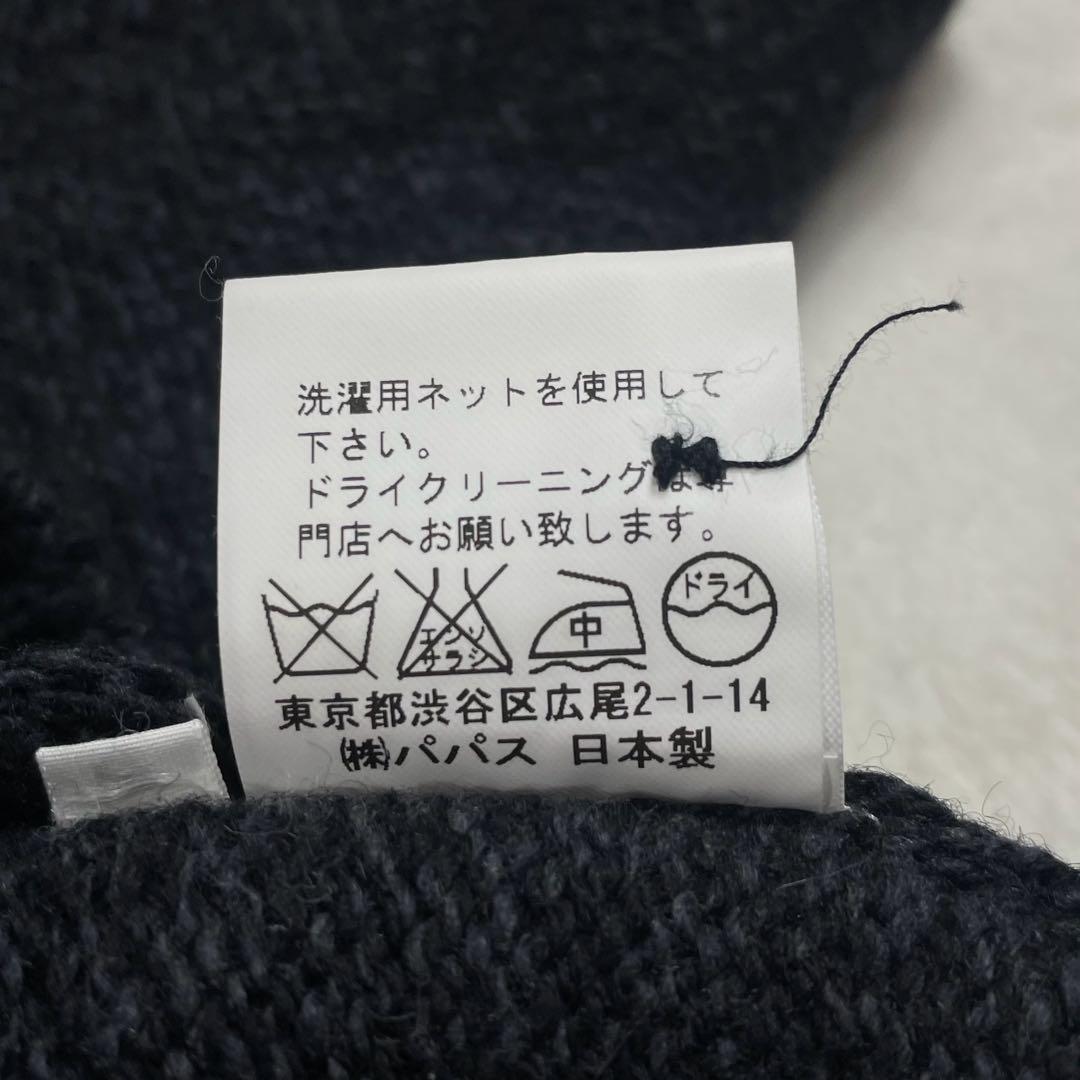 洗濯用ネットを使用して
下さい。
ドライクリーニングは専
門店へお願い致します。
エンソ
サラシ
中
ドライ
東京都渋谷区広尾2-1-14
㈱パパス 日本製